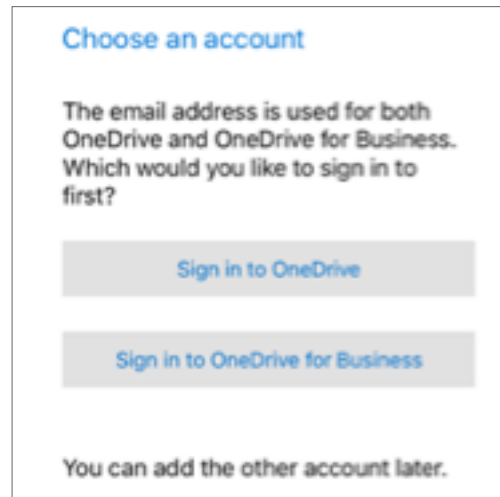 Choose an account
The email address is used for both
OneDrive and OneDrive for Business.
Which would you like to sign in to
first?
Sign in to OneDrive
Sign in to OneDrive for Business
You can add the other account later.